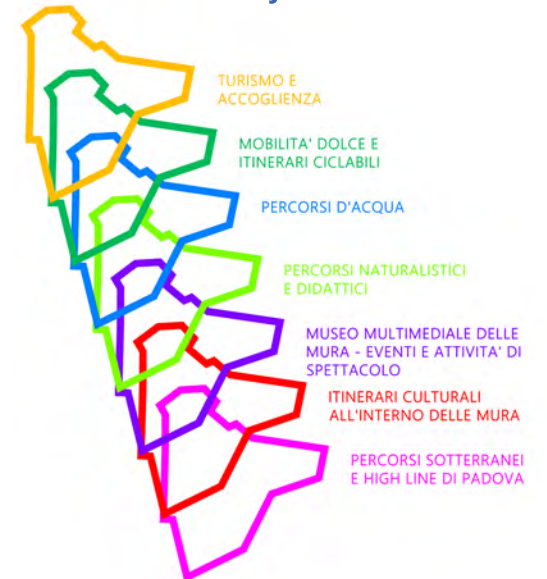 TURISMO E
ACCOGLIENZA
MOBILITA' DOLCE E
ITINERARI CICLABILI
PERCORSI D'ACQUA
PERCORSI NATURALISTICI
E DIDATTICI
MUSEO MULTIMEDIALE DELLE
MURA - EVENTI E ATTIVITA' DI
SPETTACOLO
ITINERARI CULTURALI
ALL'INTERNO DELLE MURA
PERCORSI SOTTERRANEI
E HIGH LINE DI PADOVA